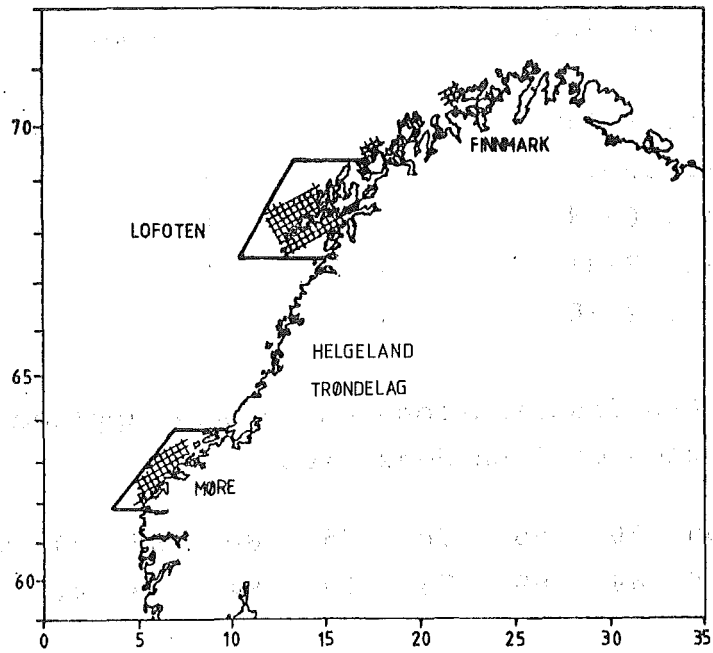 70
FINNMARK
LOFOTEN
HELGELAND
65
TRØNDELAG
MØRE
60
0 5 10 15 20 25 30 35